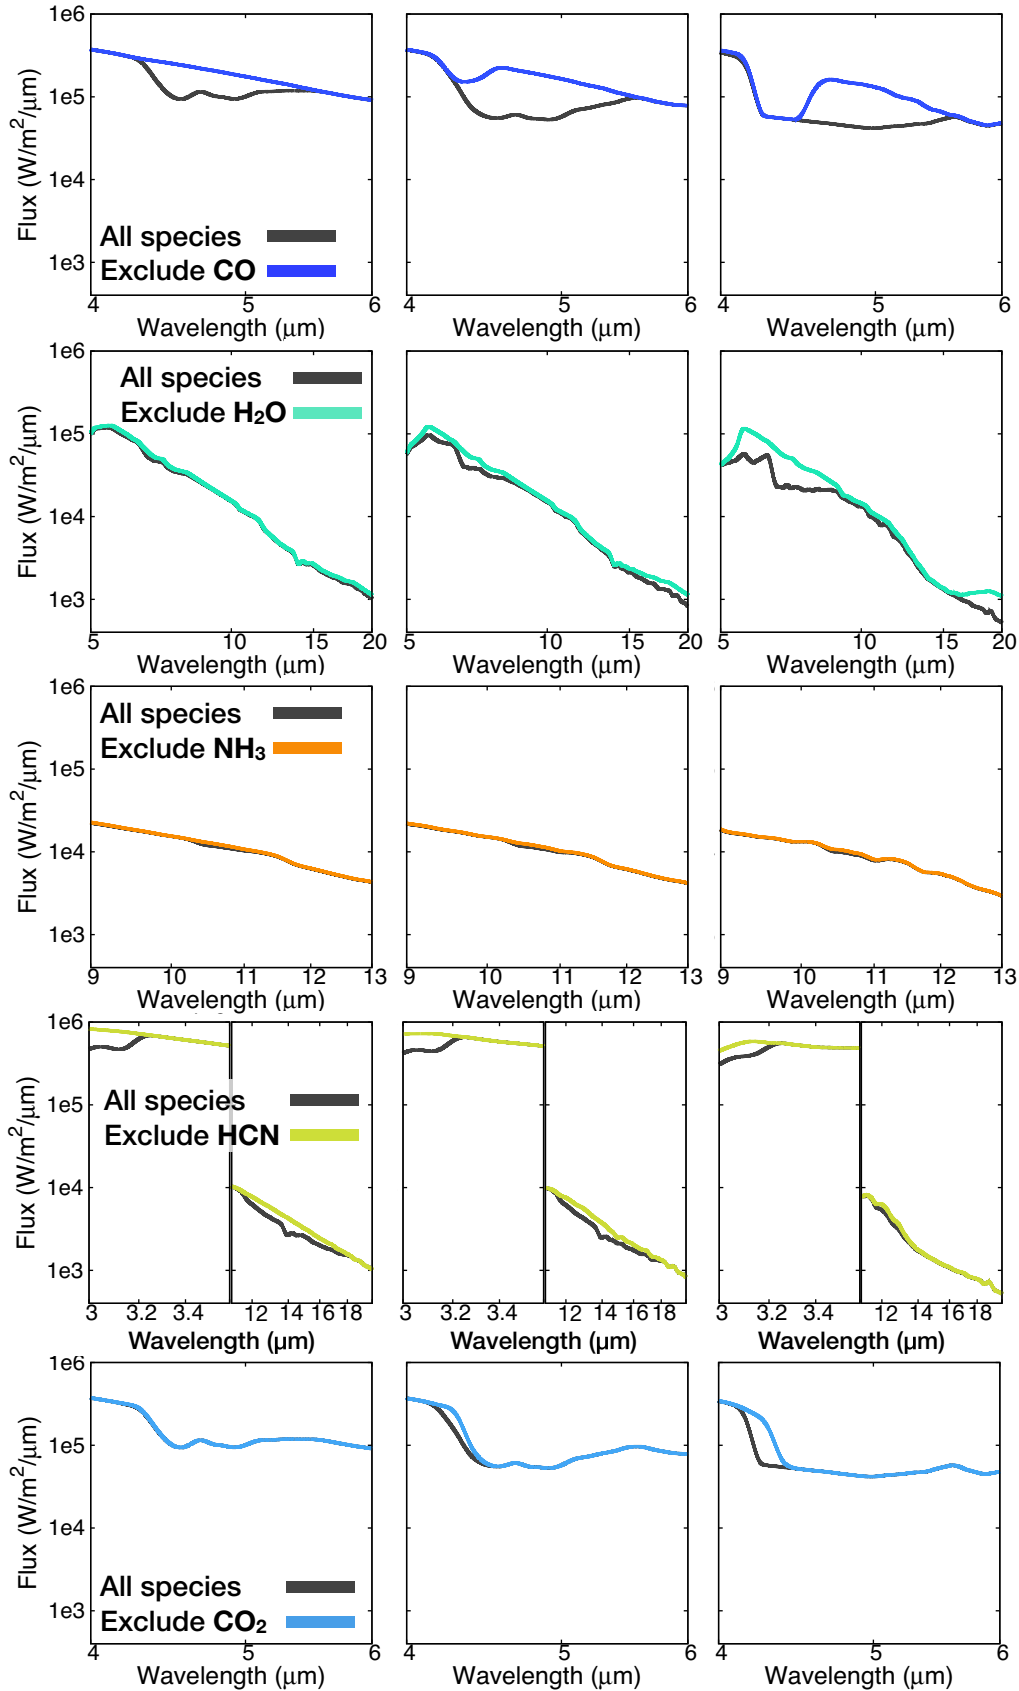 1e6
1e5
1e4
1e3
Flux (W/m²/μm)
All species
Exclude CO
4 5 6 4 5 6 4 5 6
Wavelength (μm) Wavelength (μm) Wavelength (μm)
1e6
1e5
1e4
1e3
Flux (W/m²/μm)
All species
Exclude H₂O
5 10 15 20 5 10 15 20 5 10 15 20
Wavelength (μm) Wavelength (μm) Wavelength (μm)
1e6
1e5
1e4
1e3
Flux (W/m²/μm)
All species
Exclude NH₃
9 10 11 12 13 9 10 11 12 13 9 10 11 12 13
Wavelength (μm) Wavelength (μm) Wavelength (μm)
1e6
1e5
1e4
1e3
Flux (W/m²/μm)
All species
Exclude HCN
3 3.2 3.4 12 14 16 18 3 3.2 3.4 12 14 16 18 3 3.2 3.4 12 14 16 18
Wavelength (μm) Wavelength (μm) Wavelength (μm)
1e6
1e5
1e4
1e3
Flux (W/m²/μm)
All species
Exclude CO₂
4 5 6 4 5 6 4 5 6
Wavelength (μm) Wavelength (μm) Wavelength (μm)